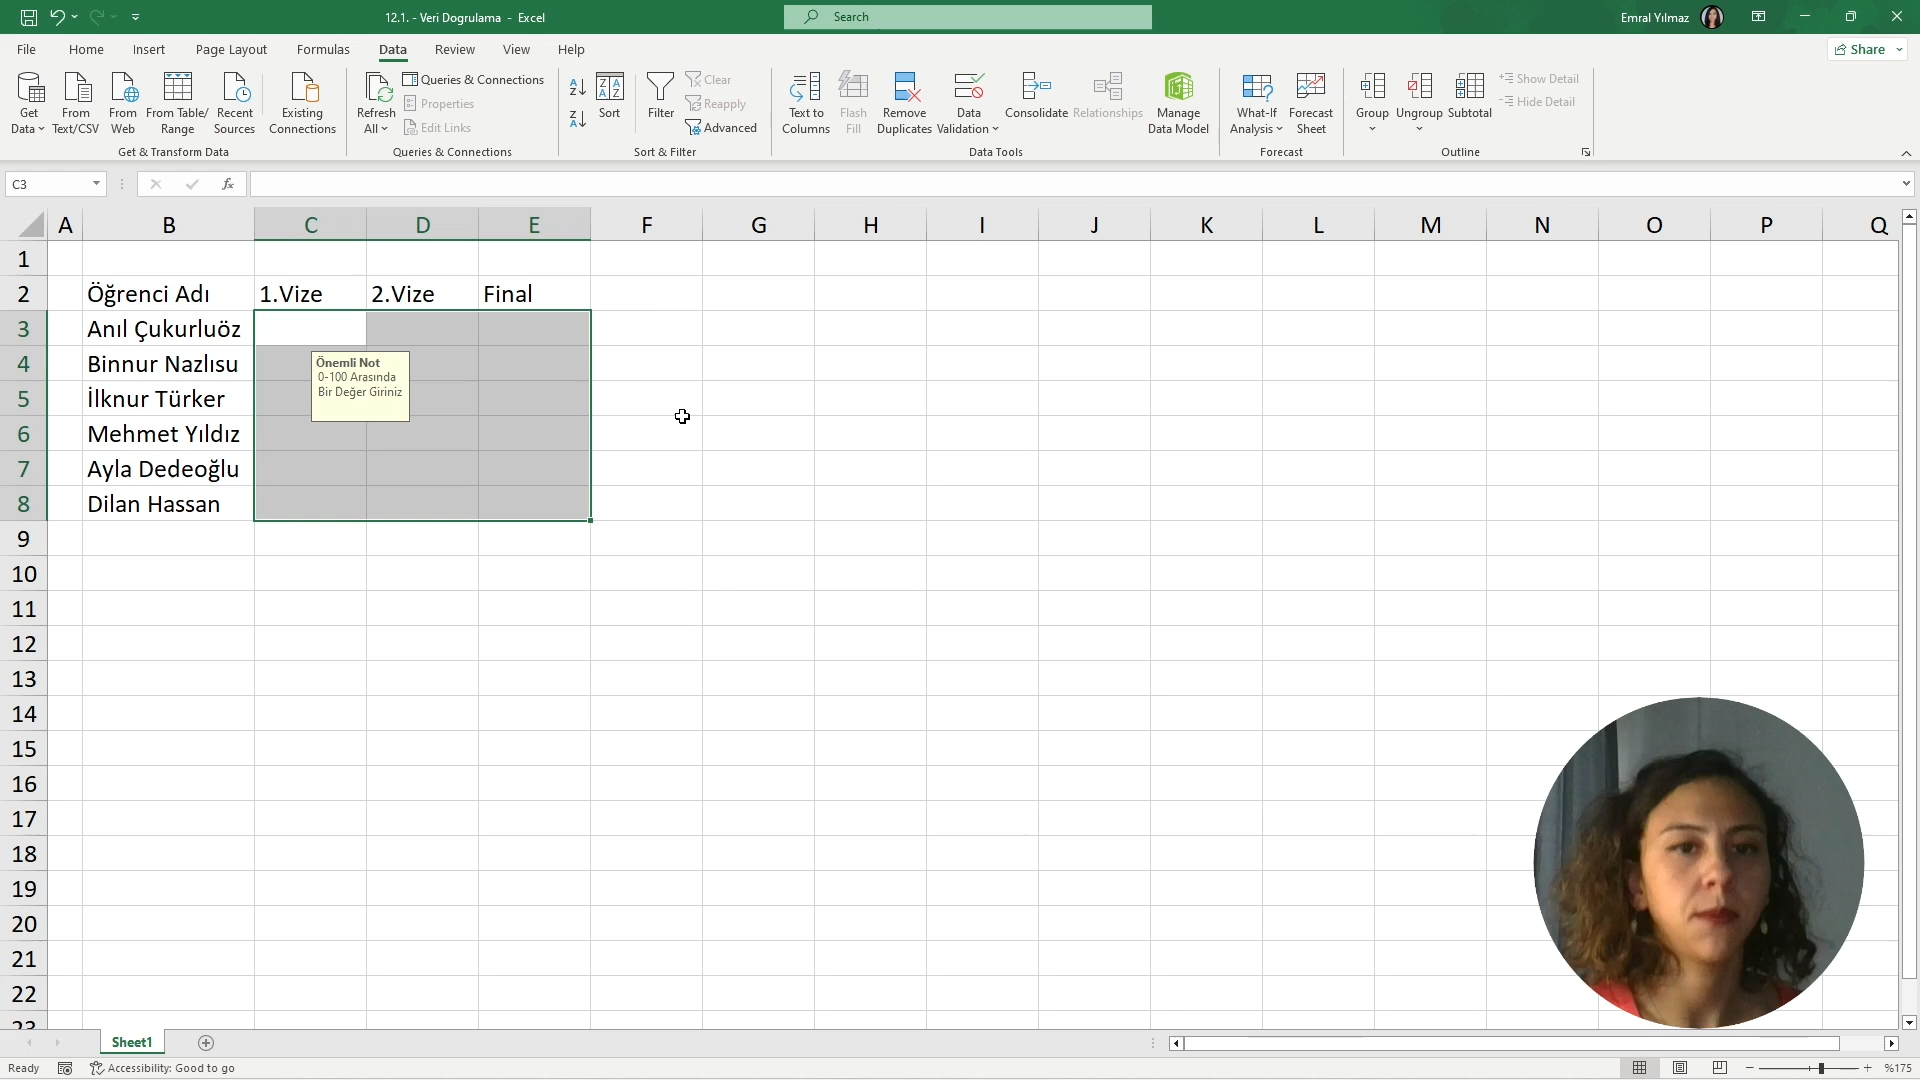 12.1. - Veri Dogrulama - Excel
Search
Emral Yılmaz
File Home Insert Page Layout Formulas Data Review View Help
Share
Get Data
From Text/CSV
From Web
From Table/ Range
Recent Sources
Existing Connections
Get & Transform Data
Refresh All
Queries & Connections
Properties
Edit Links
Queries & Connections
Sort
Filter
Clear
Reapply
Advanced
Sort & Filter
Text to Columns
Flash Fill
Remove Duplicates
Data Validation
Consolidate
Relationships
Manage Data Model
Data Tools
What-If Analysis
Forecast Sheet
Forecast
Group
Ungroup
Subtotal
Show Detail
Hide Detail
Outline
C3
fx
A B C D E F G H I J K L M N O P Q
1
2 Öğrenci Adı 1.Vize 2.Vize Final
3 Anıl Çukurluöz
4 Binnur Nazlısu
5 İlknur Türker
6 Mehmet Yıldız
7 Ayla Dedeoğlu
8 Dilan Hassan
Önemli Not
0-100 Arasında
Bir Değer Giriniz
9
10
11
12
13
14
15
16
17
18
19
20
21
22
23
Sheet1
Ready
Accessibility: Good to go
%175